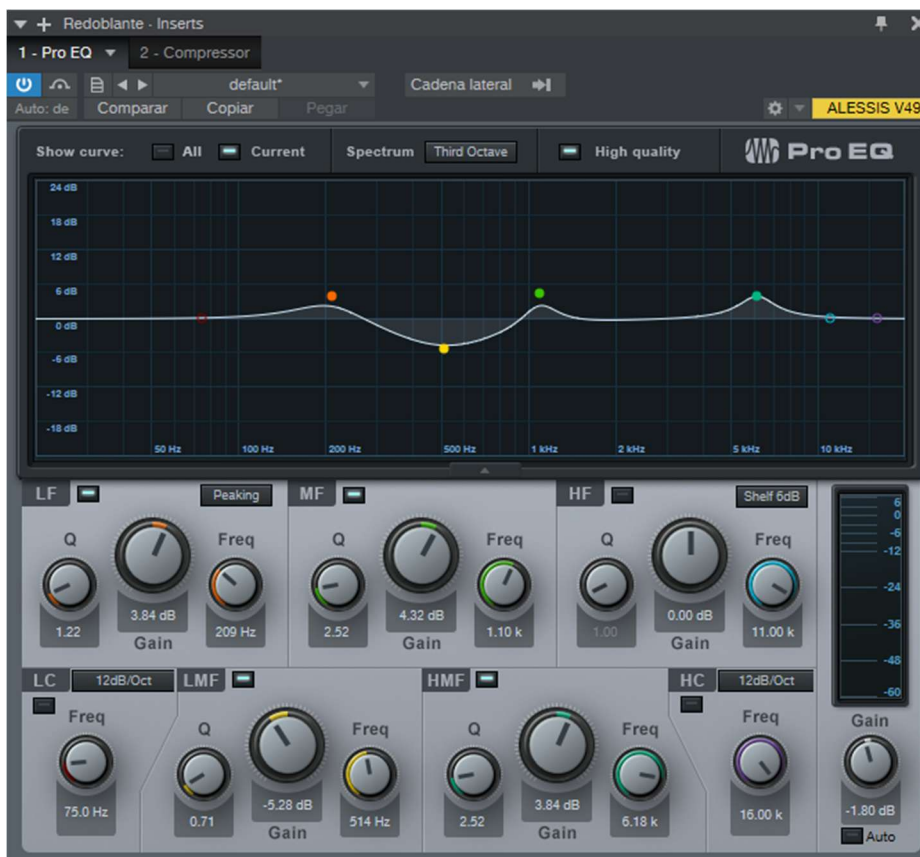 Redoblante - Inserts
1 - Pro EQ 2 - Compressor
default* Cadena lateral
Auto: de Comparar Copiar Pegar ALESSIS V49
Show curve: All Current Spectrum Third Octave High quality Pro EQ
24 dB
18 dB
12 dB
6 dB
0 dB
-6 dB
-12 dB
-18 dB
50 Hz 100 Hz 200 Hz 500 Hz 1 kHz 2 kHz 5 kHz 10 kHz
LF Peaking
Q Freq
1.22 3.84 dB 209 Hz
Gain
MF
Q Freq
2.52 4.32 dB 1.10 k
Gain
HF Shelf 6dB
Q Freq
1.00 0.00 dB 11.00 k
Gain
6
0
-6
-12
-24
-36
-48
-60
LC 12dB/Oct
Freq
75.0 Hz
LMF
Q Freq
0.71 -5.28 dB 514 Hz
Gain
HMF
Q Freq
2.52 3.84 dB 6.18 k
Gain
HC 12dB/Oct
Freq
16.00 k
Gain
-1.80 dB
Auto